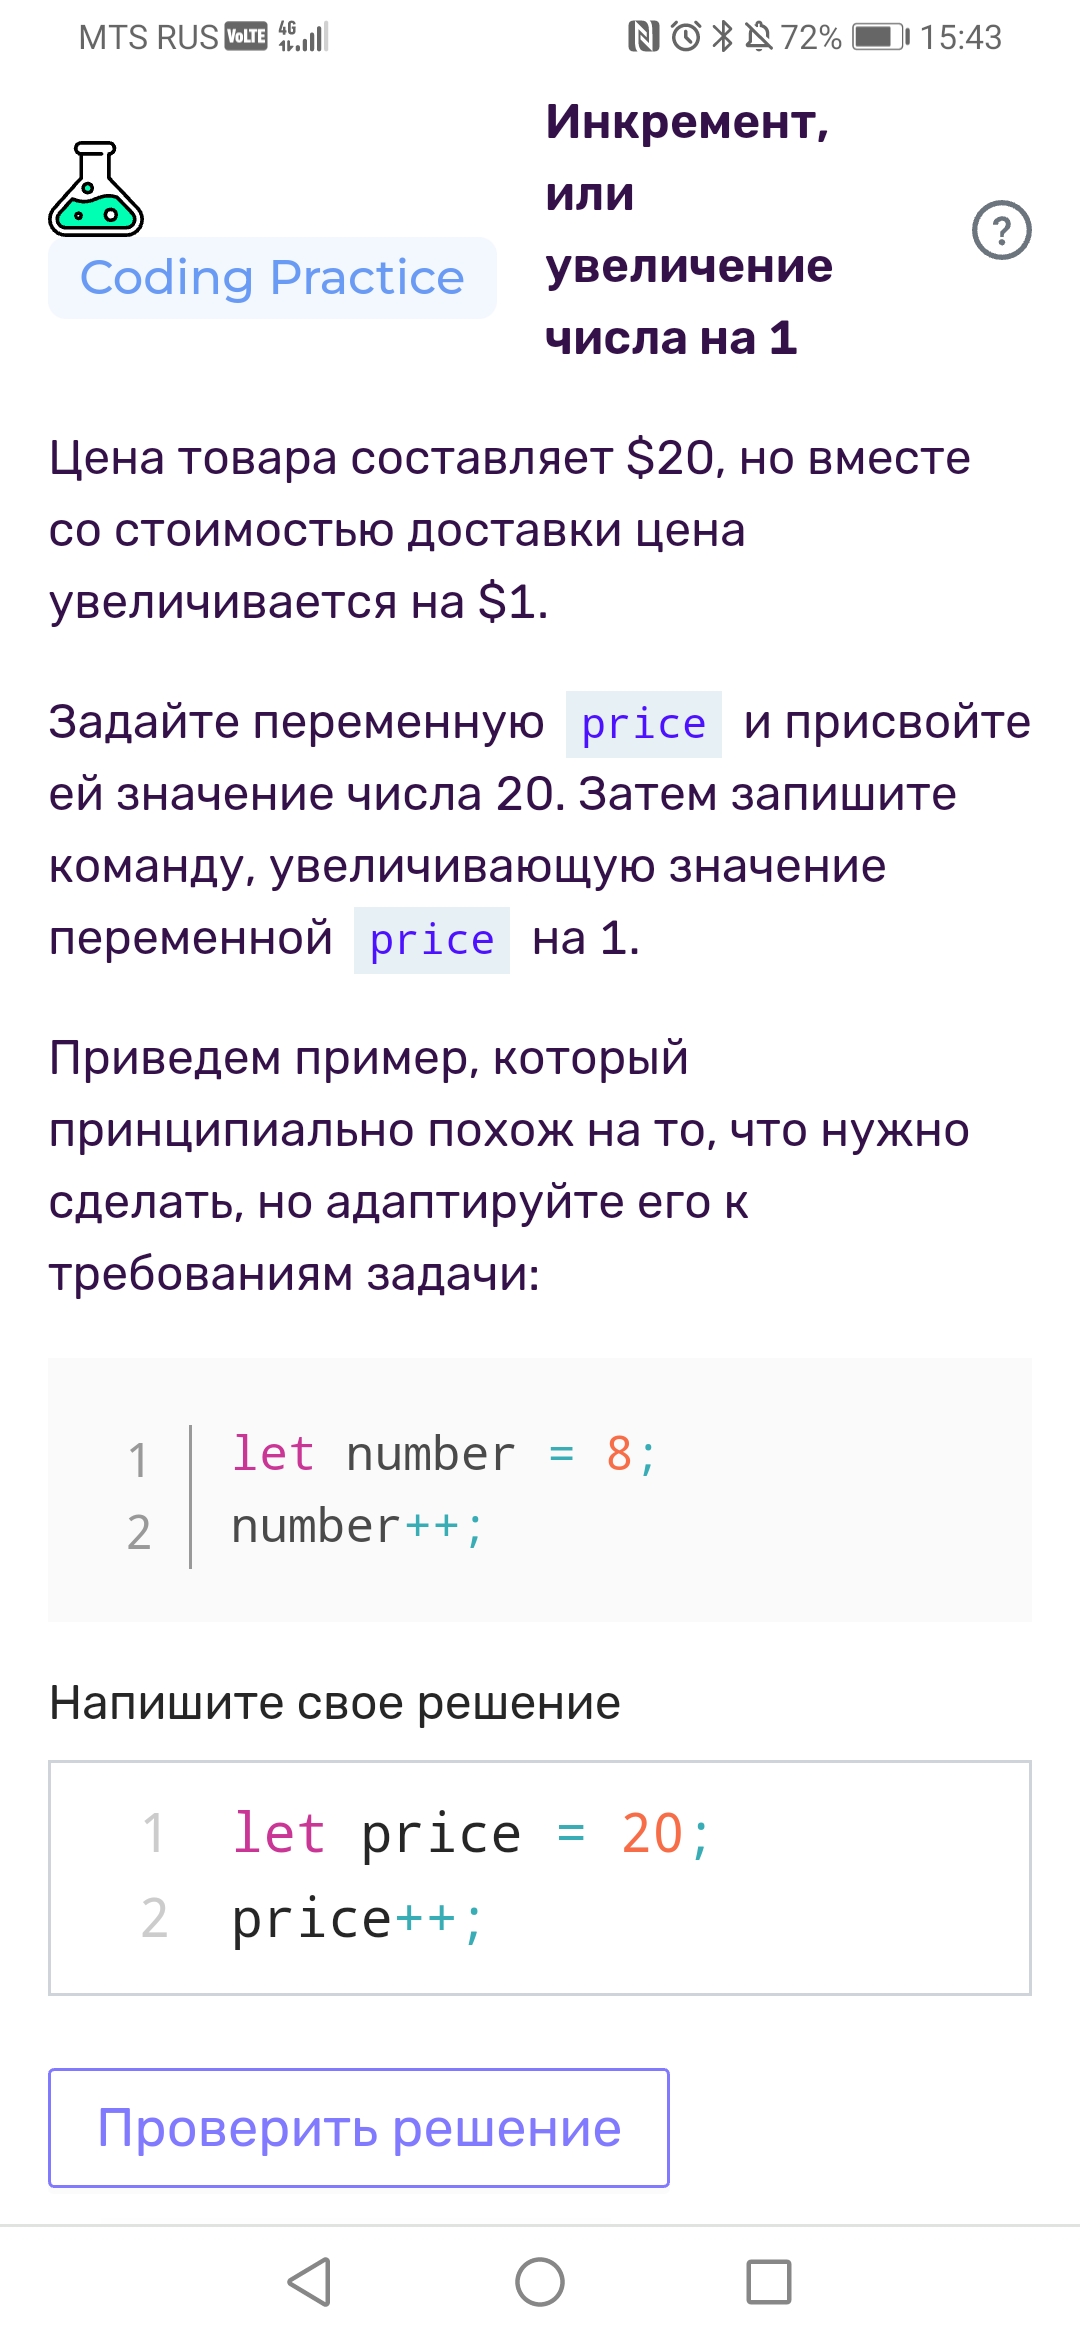 MTS RUS VoLTE 4G 72% 15:43
Coding Practice
Инкремент,
или
увеличение
числа на 1
?
Цена товара составляет $20, но вместе
со стоимостью доставки цена
увеличивается на $1.
Задайте переменную price и присвойте
ей значение числа 20. Затем запишите
команду, увеличивающую значение
переменной price на 1.
Приведем пример, который
принципиально похож на то, что нужно
сделать, но адаптируйте его к
требованиям задачи:
1 let number = 8;
2 number++;
Напишите свое решение
1 let price = 20;
2 price++;
Проверить решение